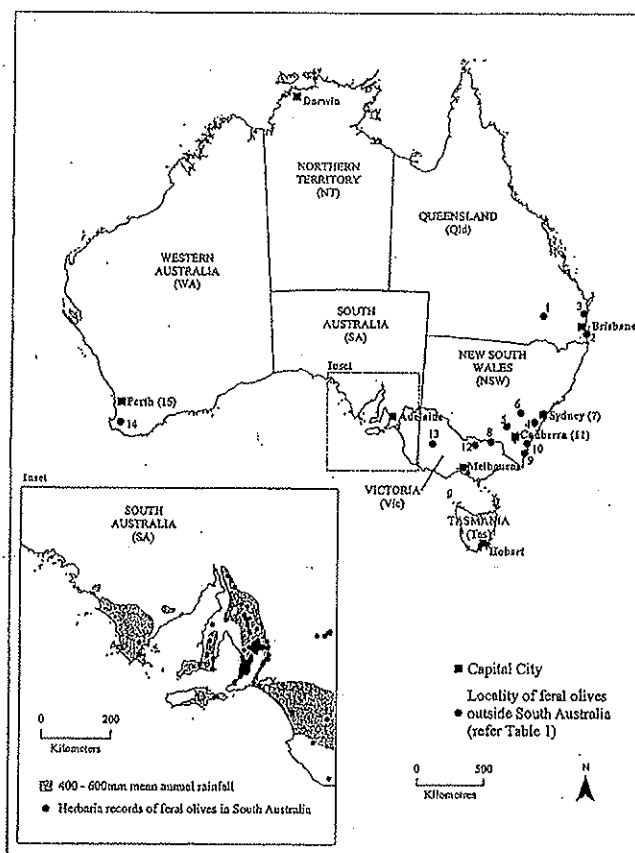 Darwin
NORTHERN
TERRITORY
(NT)
QUEENSLAND
(Qld)
WESTERN
AUSTRALIA
(WA)
SOUTH
AUSTRALIA
(SA)
1
3
Brisbane
2
NEW SOUTH
WALES
(NSW)
Inset
Perth (15)
14
Adelaide
6
5
4
Sydney (7)
Canberra (11)
13
12
8
10
9
Melbourne
VICTORIA
(Vic)
TASMANIA
(Tas)
Hobart
Inset
SOUTH
AUSTRALIA
(SA)
0 200
Kilometers
400 - 600mm mean annual rainfall
Herbaria records of feral olives in South Australia
Capital City
Locality of feral olives
outside South Australia
(refer Table 1)
0 500
Kilometres
N